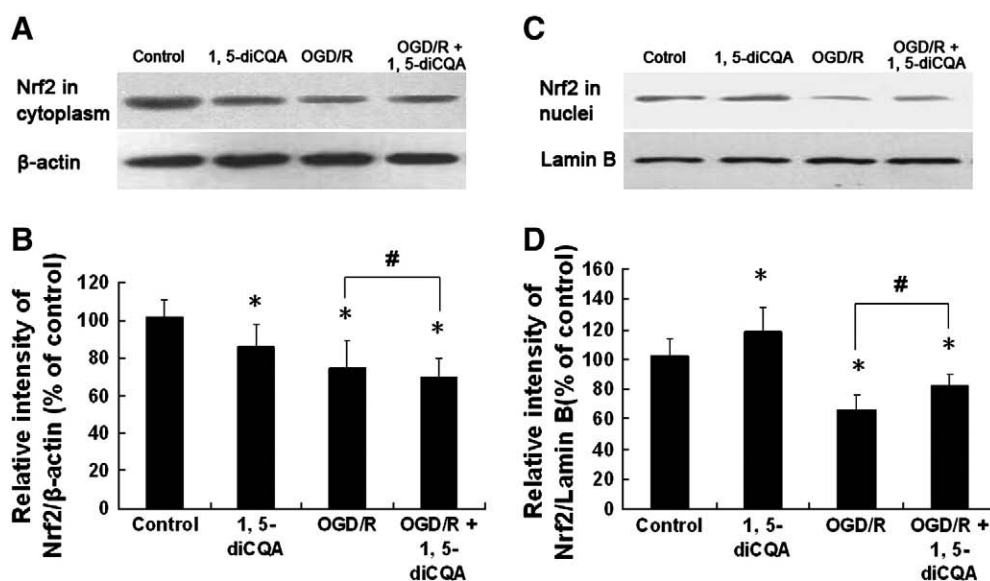 A
Control
1, 5-diCQA
OGD/R
OGD/R +
1, 5-diCQA
Nrf2 in
cytoplasm
β-actin
B
Relative intensity of
Nrf2/β-actin (% of control)
120
100
80
60
40
20
0
#
*
*
*
Control
1, 5-
diCQA
OGD/R
OGD/R +
1, 5-
diCQA
C
Cotrol
1, 5-diCQA
OGD/R
OGD/R +
1, 5-diCQA
Nrf2 in
nuclei
Lamin B
D
Relative intensity of
Nrf2/Lamin B(% of control)
160
140
120
100
80
60
40
20
0
*
#
*
*
Control
1, 5-
diCQA
OGD/R
OGD/R +
1, 5-
diCQA